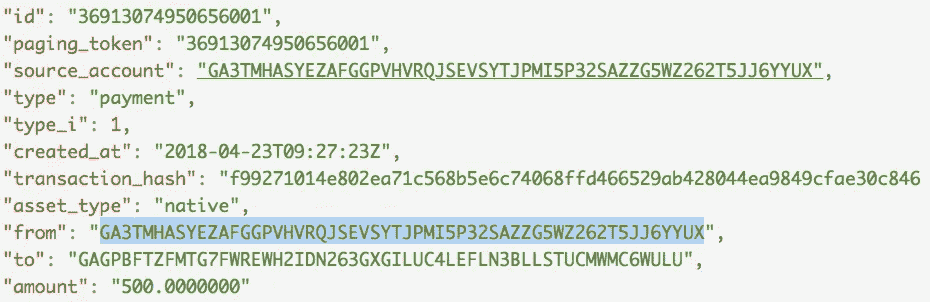 "id": "36913074950656001",
"paging_token": "36913074950656001",
"source_account": "GA3TMHASYEZAFGGPVHVRQJSEVSYTJPMI5P32SAZZG5WZ262T5JJ6YYUX",
"type": "payment",
"type_i": 1,
"created_at": "2018-04-23T09:27:23Z",
"transaction_hash": "f99271014e802ea71c568b5e6c74068ffd466529ab428044ea9849cfae30c846
"asset_type": "native",
"from": "GA3TMHASYEZAFGGPVHVRQJSEVSYTJPMI5P32SAZZG5WZ262T5JJ6YYUX",
"to": "GAGPBFTZFMTG7FWREWH2IDN263GXGILUC4LEFLN3BLLSTUCMWMC6WULU",
"amount": "500.0000000"